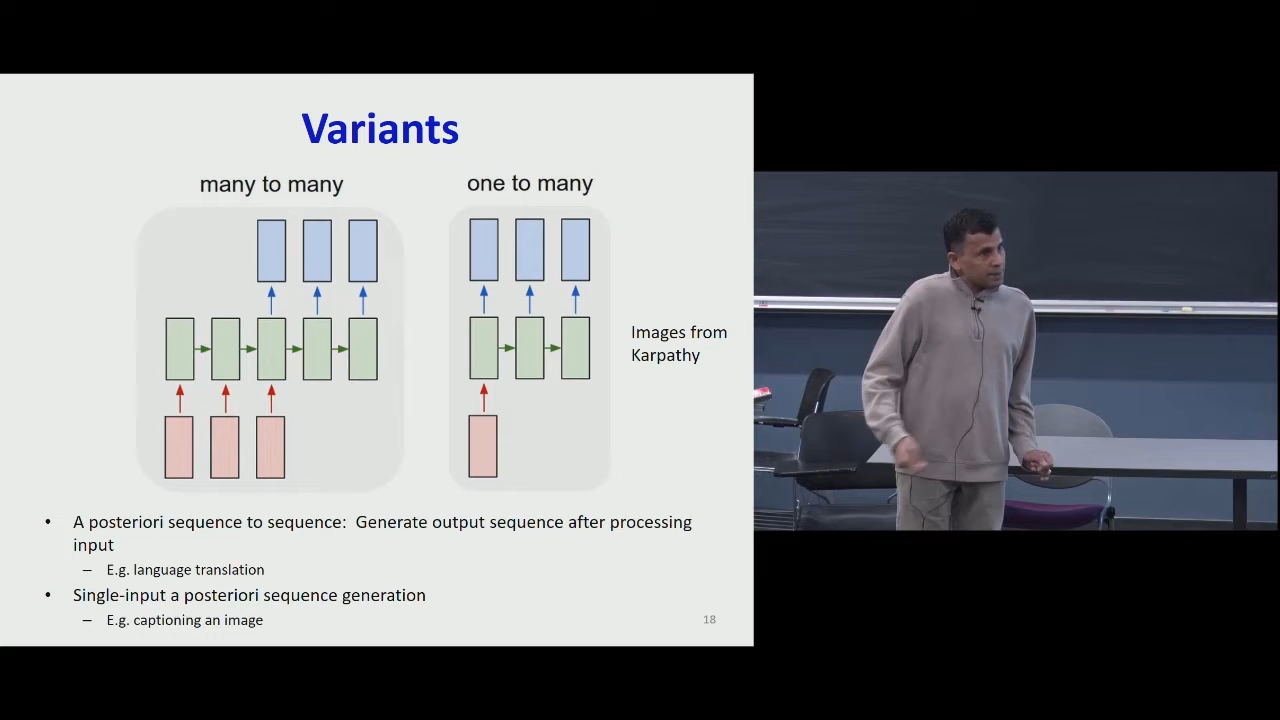 Variants
many to many
one to many
Images from
Karpathy
• A posteriori sequence to sequence: Generate output sequence after processing
input
– E.g. language translation
• Single-input a posteriori sequence generation
– E.g. captioning an image
18